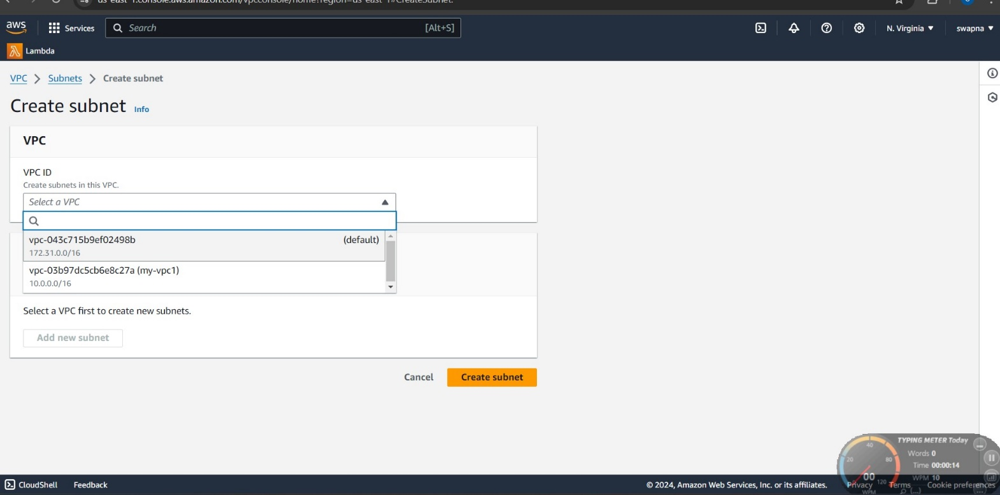 us-east-1.console.aws.amazon.com/vpcconsole/home?region=us-east-1#CreateSubnet:
aws Services Search [Alt+S] N. Virginia swapna
Lambda
VPC Subnets Create subnet
Create subnet Info
VPC
VPC ID
Create subnets in this VPC.
Select a VPC
vpc-043c715b9ef02498b (default)
172.31.0.0/16
vpc-03b97dc5cb6e8c27a (my-vpc1)
10.0.0.0/16
Select a VPC first to create new subnets.
Add new subnet
Cancel Create subnet
TYPING METER Today
Words 0
Time 00:00:14
WPM 10
20 40 80 120
00
WPM
CloudShell Feedback © 2024, Amazon Web Services, Inc. or its affiliates. Privacy Terms Cookie preferences